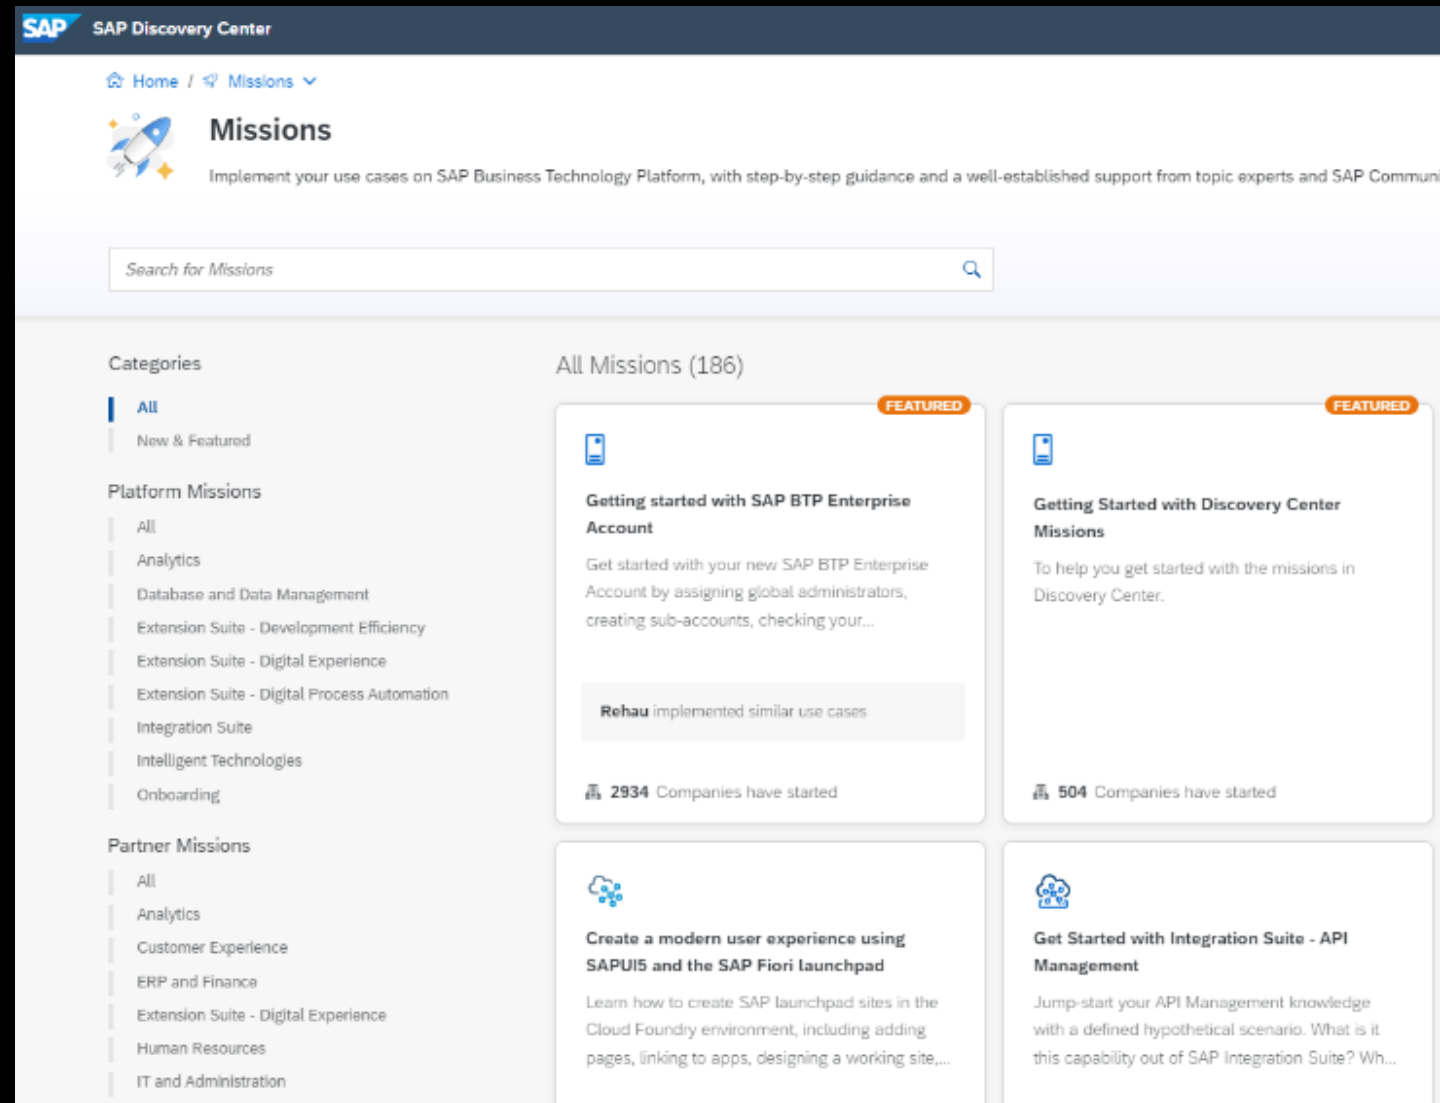 SAP SAP Discovery Center
Home / Missions
Missions
Implement your use cases on SAP Business Technology Platform, with step-by-step guidance and a well-established support from topic experts and SAP Communi
Search for Missions
Categories
All
New & Featured
Platform Missions
All
Analytics
Database and Data Management
Extension Suite - Development Efficiency
Extension Suite - Digital Experience
Extension Suite - Digital Process Automation
Integration Suite
Intelligent Technologies
Onboarding
Partner Missions
All
Analytics
Customer Experience
ERP and Finance
Extension Suite - Digital Experience
Human Resources
IT and Administration
All Missions (186)
FEATURED
Getting started with SAP BTP Enterprise
Account
Get started with your new SAP BTP Enterprise
Account by assigning global administrators,
creating sub-accounts, checking your...
Rehau implemented similar use cases
2934 Companies have started
FEATURED
Getting Started with Discovery Center
Missions
To help you get started with the missions in
Discovery Center.
504 Companies have started
Create a modern user experience using
SAPUI5 and the SAP Fiori launchpad
Learn how to create SAP launchpad sites in the
Cloud Foundry environment, including adding
pages, linking to apps, designing a working site,...
Get Started with Integration Suite - API
Management
Jump-start your API Management knowledge
with a defined hypothetical scenario. What is it
this capability out of SAP Integration Suite? Wh...